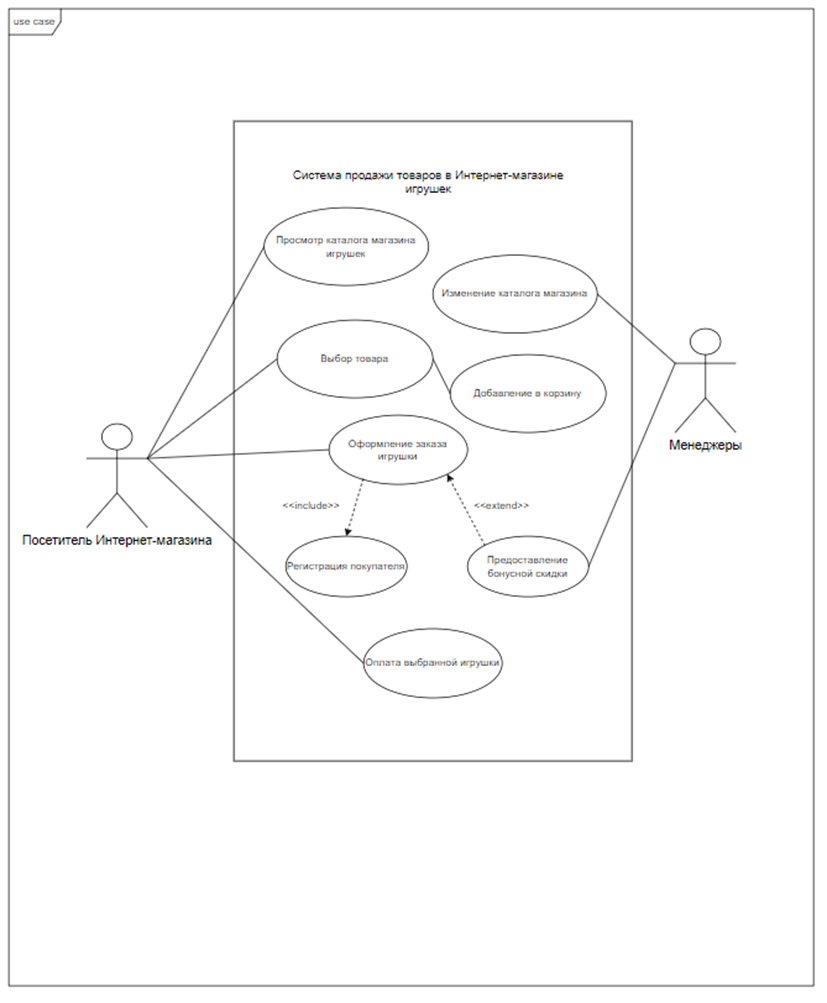 use case
Система продажи товаров в Интернет-магазине
игрушек
Просмотр каталога магазина
игрушек
Изменение каталога магазина
Выбор товара
Добавление в корзину
Менеджеры
Оформление заказа
игрушки
<<include>>
<<extend>>
Посетитель Интернет-магазина
Регистрация покупателя
Предоставление
бонусной скидки
Оплата выбранной игрушки